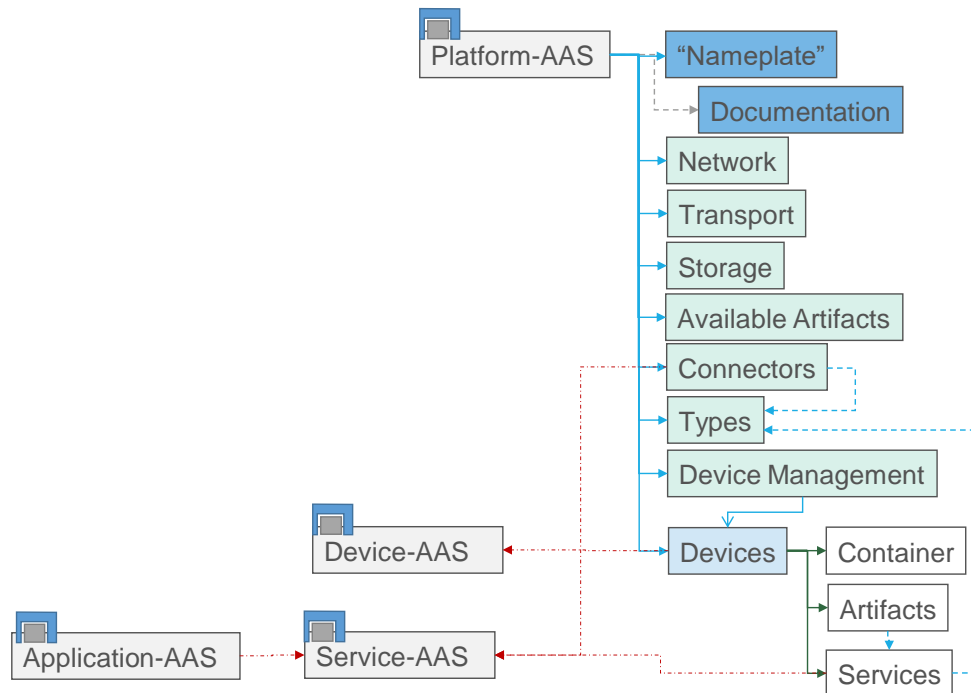 Platform-AAS
“Nameplate”
Documentation
Network
Transport
Storage
Available Artifacts
Connectors
Types
Device Management
Device-AAS
Devices
Container
Artifacts
Application-AAS
Service-AAS
Services